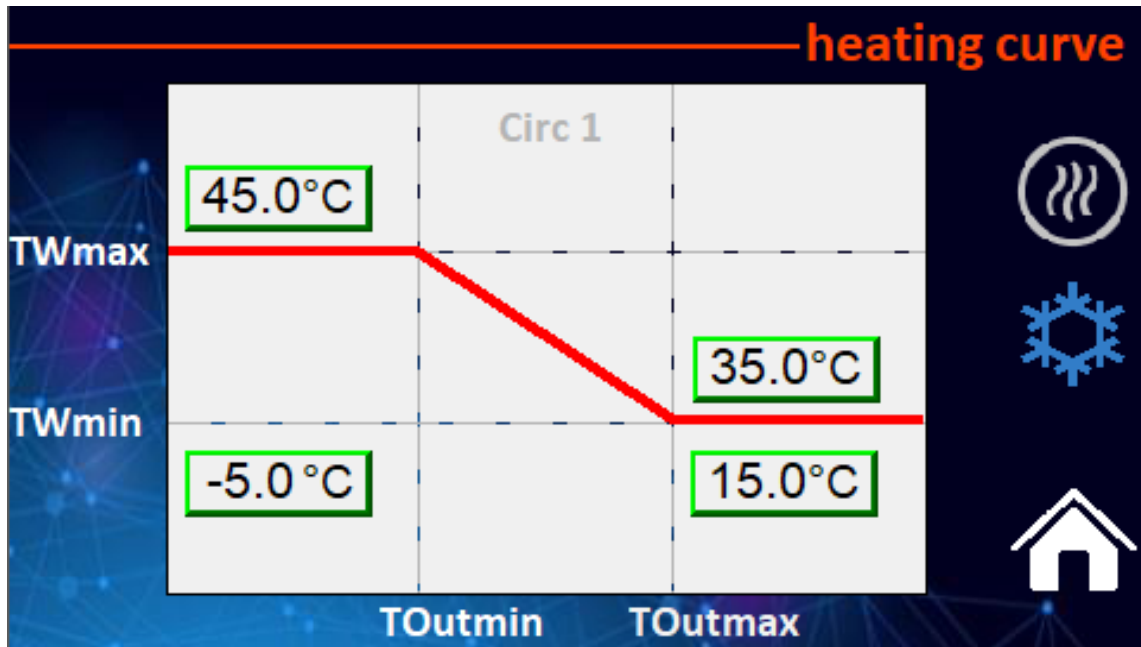 heating curve
Circ 1
45.0°C
TWmax
35.0°C
TWmin
-5.0 °C
15.0°C
TOutmin
TOutmax